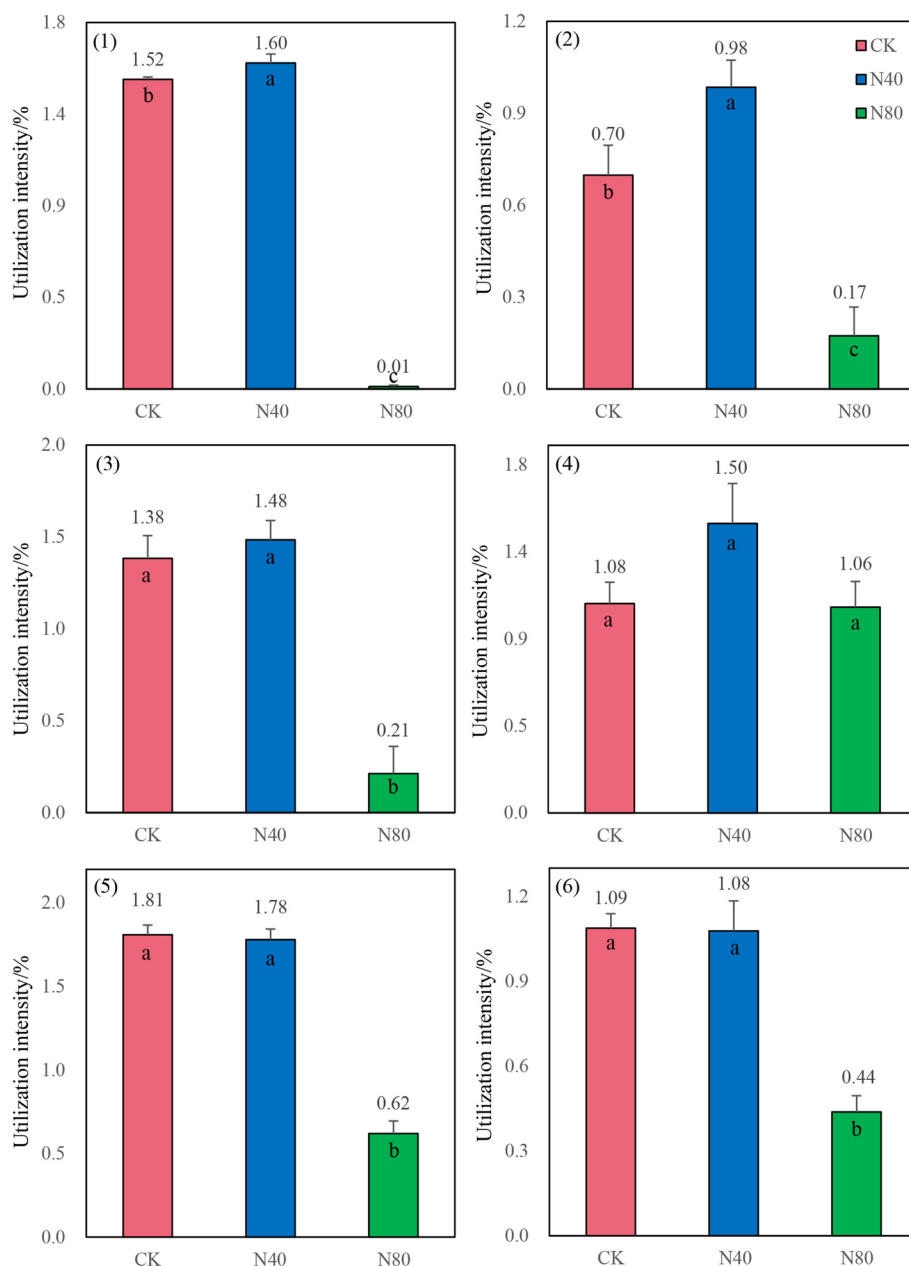 (1)
Utilization intensity/%
1.8
1.4
0.9
0.5
0.0
1.52
1.60
0.01
b
a
c
CK
N40
N80
(2)
Utilization intensity/%
1.2
0.9
0.6
0.3
0.0
0.70
0.98
0.17
b
a
c
CK
N40
N80
CK
N40
N80
(3)
Utilization intensity/%
2.0
1.5
1.0
0.5
0.0
1.38
1.48
0.21
a
a
b
CK
N40
N80
(4)
Utilization intensity/%
1.8
1.4
0.9
0.5
0.0
1.08
1.50
1.06
a
a
a
CK
N40
N80
(5)
Utilization intensity/%
2.0
1.5
1.0
0.5
0.0
1.81
1.78
0.62
a
a
b
CK
N40
N80
(6)
Utilization intensity/%
1.2
0.9
0.6
0.3
0.0
1.09
1.08
0.44
a
a
b
CK
N40
N80